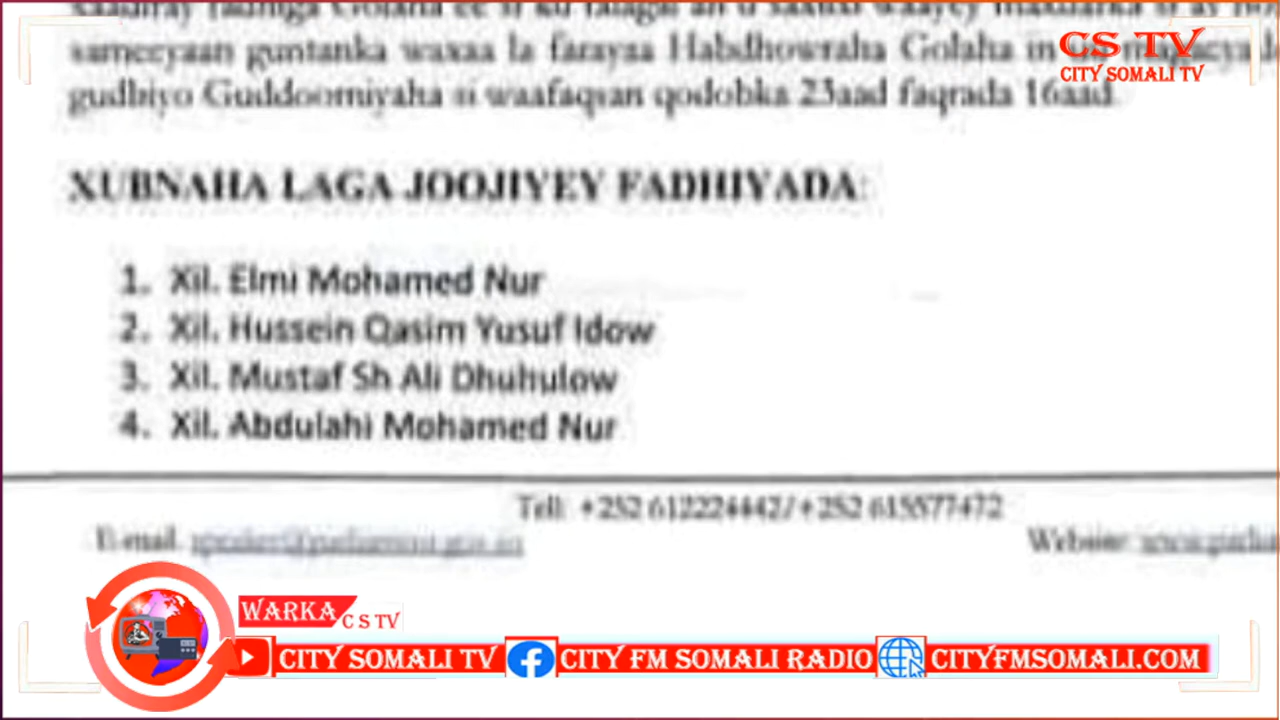 sameeyaan guntanka waxaa la farayaa Habdhowraha Golaha in
gudbiyo Guddoomiyaha si waafaqsan qodobka 23aad faqrada 16aad.
CS TV
CITY SOMALI TV
XUBNAHA LAGA JOOJIYEY FADHIYADA:
1. Xil. Elmi Mohamed Nur
2. Xil. Hussein Qasim Yusuf Idow
3. Xil. Mustaf Sh Ali Dhuhulow
4. Xil. Abdulahi Mohamed Nur
Tell: +252 612224442/+252 615577472
E-mail
Website:
WARKA CS TV
CITY SOMALI TV CITY FM SOMALI RADIO CITYFMSOMALI.COM